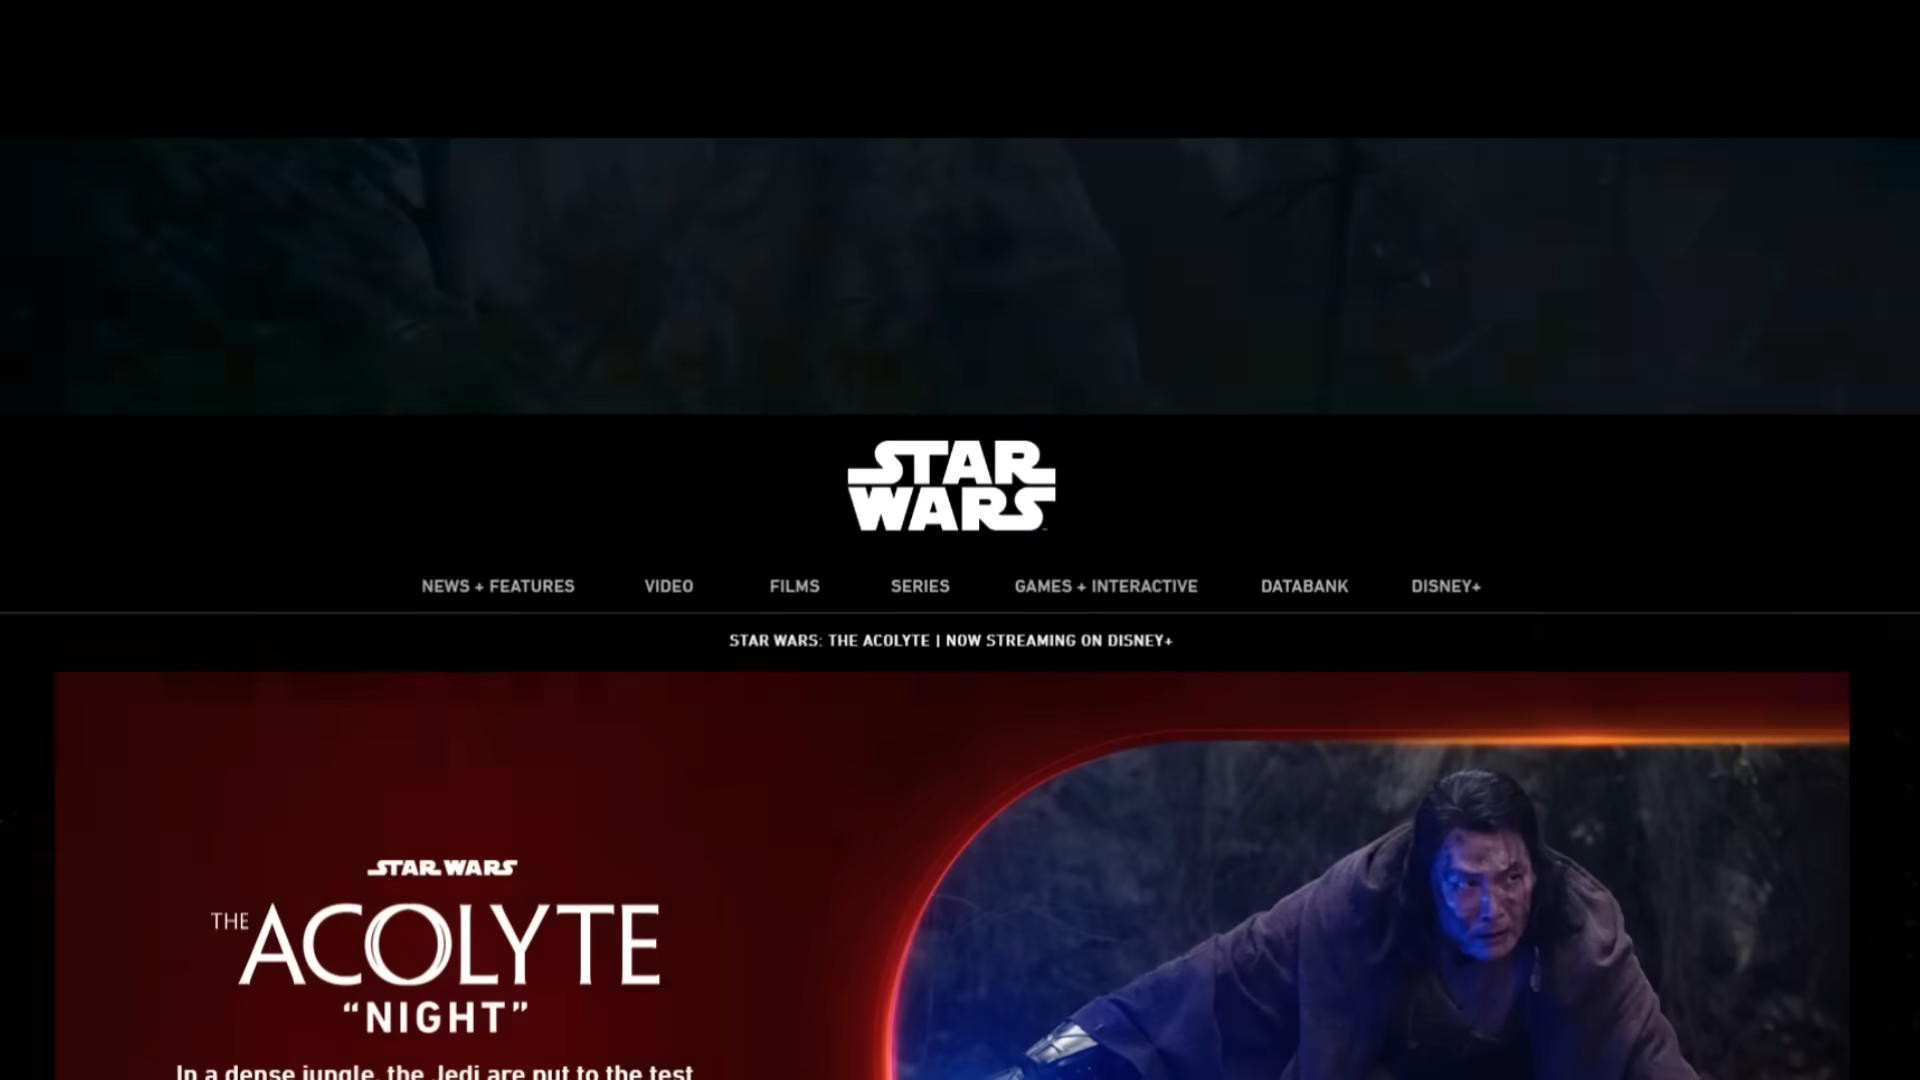 STAR
WARS
NEWS + FEATURES VIDEO FILMS SERIES GAMES + INTERACTIVE DATABANK DISNEY+
STAR WARS: THE ACOLYTE | NOW STREAMING ON DISNEY+
STAR WARS
THE ACOLYTE
“NIGHT”
In a dense jungle, the Jedi are put to the test